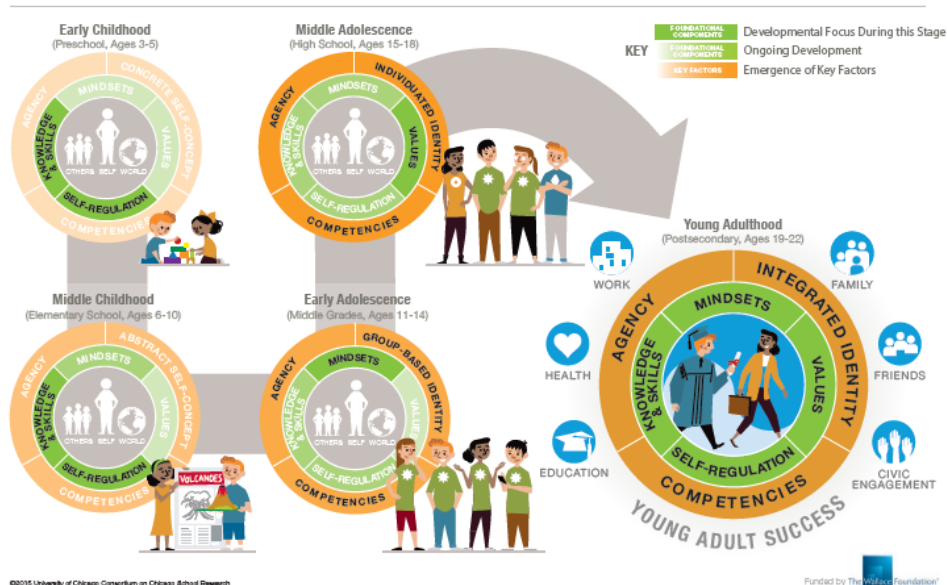 Early Childhood
(Preschool, Ages 3-5)
AGENCY
CONCRETE SELF-CONCEPT
COMPETENCIES
MINDSETS
KNOWLEDGE
& SKILLS
VALUES
SELF-REGULATION
OTHERS SELF WORLD
Middle Adolescence
(High School, Ages 15-18)
AGENCY
INDIVIDUATED IDENTITY
COMPETENCIES
MINDSETS
KNOWLEDGE
& SKILLS
VALUES
SELF-REGULATION
OTHERS SELF WORLD
KEY
FOUNDATIONAL
COMPONENTS
Developmental Focus During this Stage
FOUNDATIONAL
COMPONENTS
Ongoing Development
KEY FACTORS
Emergence of Key Factors
Middle Childhood
(Elementary School, Ages 6-10)
AGENCY
ABSTRACT SELF-CONCEPT
COMPETENCIES
MINDSETS
KNOWLEDGE
& SKILLS
VALUES
SELF-REGULATION
OTHERS SELF WORLD
VOLCANOES
Early Adolescence
(Middle Grades, Ages 11-14)
AGENCY
GROUP-BASED IDENTITY
COMPETENCIES
MINDSETS
KNOWLEDGE
& SKILLS
VALUES
SELF-REGULATION
OTHERS SELF WORLD
Young Adulthood
(Postsecondary, Ages 19-22)
WORK
FAMILY
HEALTH
FRIENDS
EDUCATION
CIVIC
ENGAGEMENT
AGENCY
INTEGRATED IDENTITY
COMPETENCIES
MINDSETS
KNOWLEDGE
& SKILLS
VALUES
SELF-REGULATION
YOUNG ADULT SUCCESS
©2015 University of Chicago Consortium on Chicago School Research
Funded by The Wallace Foundation®